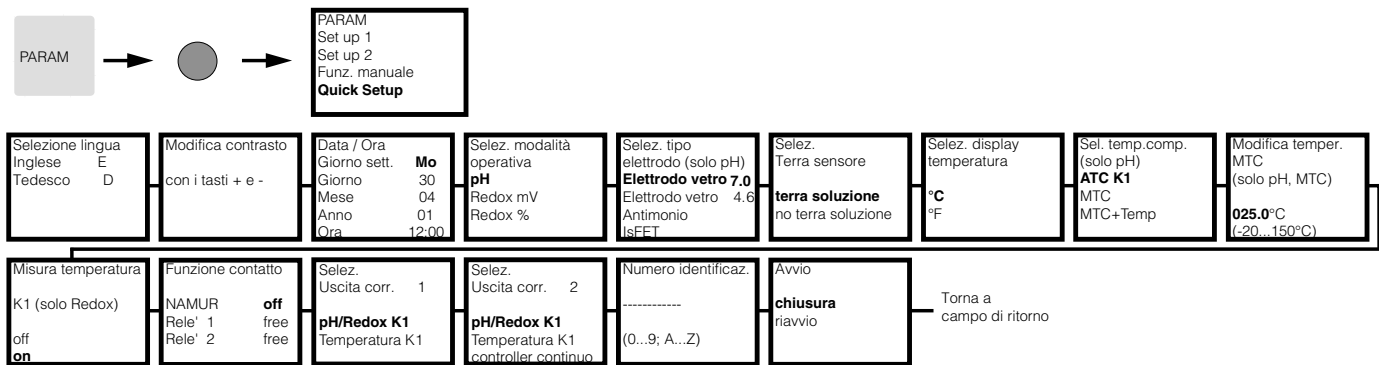 PARAM
PARAM
Set up 1
Set up 2
Funz. manuale
Quick Setup
Selezione lingua
Inglese E
Tedesco D
Modifica contrasto
con i tasti + e -
Data / Ora
Giorno sett. Mo
Giorno 30
Mese 04
Anno 01
Ora 12:00
Selez. modalità
operativa
pH
Redox mV
Redox %
Selez. tipo
elettrodo (solo pH)
Elettrodo vetro 7.0
Elettrodo vetro 4.6
Antimonio
IsFET
Selez.
Terra sensore
terra soluzione
no terra soluzione
Selez. display
temperatura
°C
°F
Sel. temp.comp.
(solo pH)
ATC K1
MTC
MTC+Temp
Modifica temper.
MTC
(solo pH, MTC)
025.0°C
(-20...150°C)
Misura temperatura
K1 (solo Redox)
off
on
Funzione contatto
NAMUR off
Rele' 1 free
Rele' 2 free
Selez.
Uscita corr. 1
pH/Redox K1
Temperatura K1
Selez.
Uscita corr. 2
pH/Redox K1
Temperatura K1
controller continuo
Numero identificaz.
------------
(0...9; A...Z)
Avvio
chiusura
riavvio
Torna a
campo di ritorno